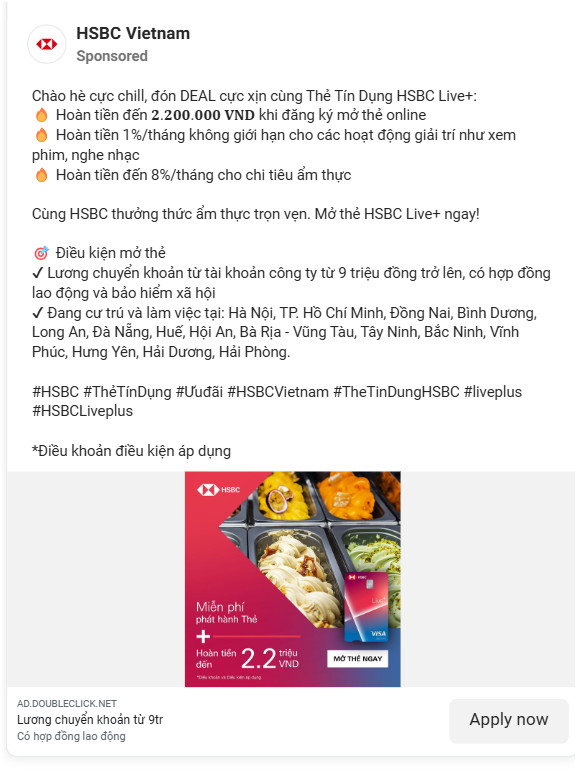 HSBC Vietnam
Sponsored
Chào hè cực chill, đón DEAL cực xịn cùng Thẻ Tín Dụng HSBC Live+:
🔥 Hoàn tiền đến 2.200.000 VND khi đăng ký mở thẻ online
🔥 Hoàn tiền 1%/tháng không giới hạn cho các hoạt động giải trí như xem
phim, nghe nhạc
🔥 Hoàn tiền đến 8%/tháng cho chi tiêu ẩm thực
Cùng HSBC thưởng thức ẩm thực trọn vẹn. Mở thẻ HSBC Live+ ngay!
🎯 Điều kiện mở thẻ
✓ Lương chuyển khoản từ tài khoản công ty từ 9 triệu đồng trở lên, có hợp đồng
lao động và bảo hiểm xã hội
✓ Đang cư trú và làm việc tại: Hà Nội, TP. Hồ Chí Minh, Đồng Nai, Bình Dương,
Long An, Đà Nẵng, Huế, Hội An, Bà Rịa - Vũng Tàu, Tây Ninh, Bắc Ninh, Vĩnh
Phúc, Hưng Yên, Hải Dương, Hải Phòng.
#HSBC #ThẻTínDụng #Ưuđãi #HSBCVietnam #TheTinDungHSBC #liveplus
#HSBCLiveplus
*Điều khoản điều kiện áp dụng
HSBC
Miễn phí
phát hành Thẻ
+
Hoàn tiền
đến
2.2 triệu
VND
*Điều khoản và Điều kiện áp dụng.
HSBC
Live+
VISA
MỞ THẺ NGAY
AD.DOUBLECLICK.NET
Lương chuyển khoản từ 9tr
Có hợp đồng lao động
Apply now